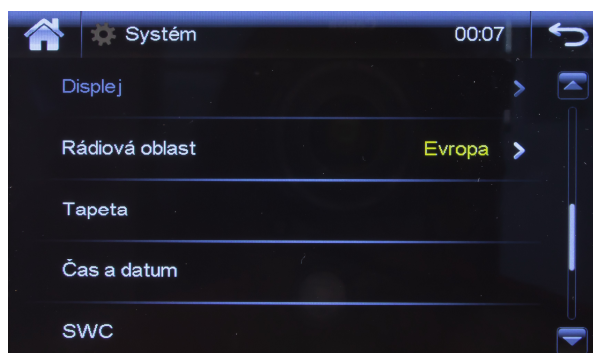 Systém 00:07
Displej
Rádiová oblast Evropa
Tapeta
Čas a datum
SWC